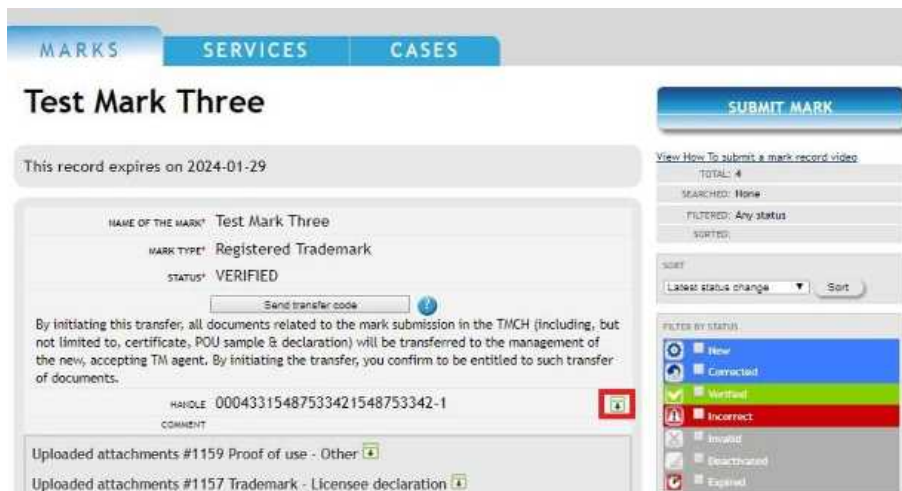 MARKS SERVICES CASES
Test Mark Three
This record expires on 2024-01-29
NAME OF THE MARK* Test Mark Three
MARK TYPE* Registered Trademark
STATUS* VERIFIED
Send transfer code
By initiating this transfer, all documents related to the mark submission in the TMCH (including, but
not limited to, certificate, POU sample & declaration) will be transferred to the management of
the new, accepting TM agent. By initiating the transfer, you confirm to be entitled to such transfer
of documents.
HANDLE 00043315487533421548753342-1
COMMENT
Uploaded attachments #1159 Proof of use - Other
Uploaded attachments #1157 Trademark - Licensee declaration
SUBMIT MARK
View How To submit a mark record video
TOTAL: 4
SEARCHED: None
FILTERED: Any status
SORTED:
SORT
Latest status change Sort
FILTER BY STATUS
New
Corrected
Verified
Incorrect
Invalid
Deactivated
Expired